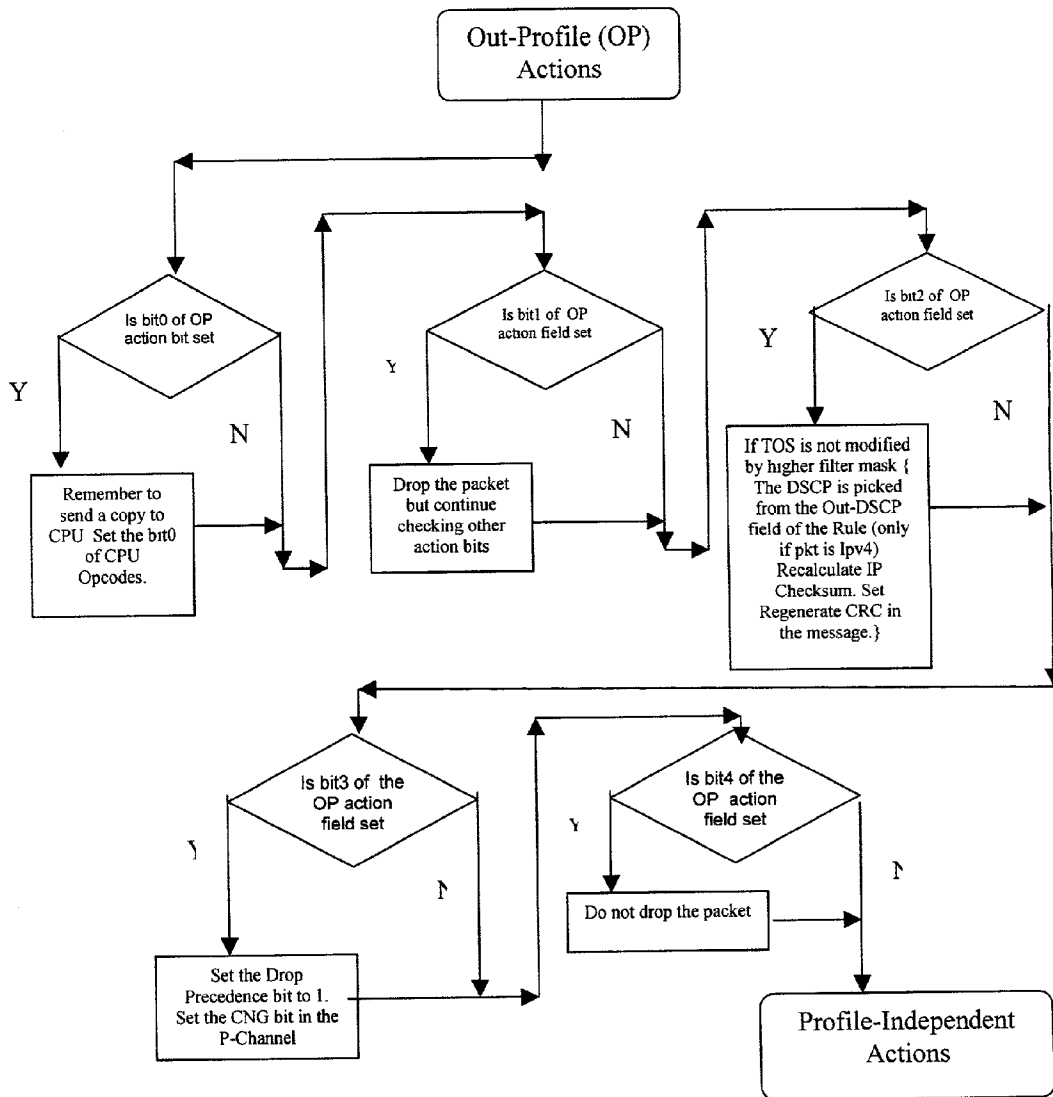 Out-Profile (OP)
Actions
Is bit0 of OP
action bit set
Is bit1 of OP
action field set
Is bit2 of OP
action field set
Y
N
Y
N
Y
N
Remember to
send a copy to
CPU Set the bit0
of CPU
Opcodes.
Drop the packet
but continue
checking other
action bits
If TOS is not modified
by higher filter mask {
The DSCP is picked
from the Out-DSCP
field of the Rule (only
if pkt is Ipv4)
Recalculate IP
Checksum. Set
Regenerate CRC in
the message.}
Is bit3 of the
OP action
field set
Is bit4 of the
OP action
field set
Y
N
Y
N
Set the Drop
Precedence bit to 1.
Set the CNG bit in the
P-Channel
Do not drop the packet
Profile-Independent
Actions